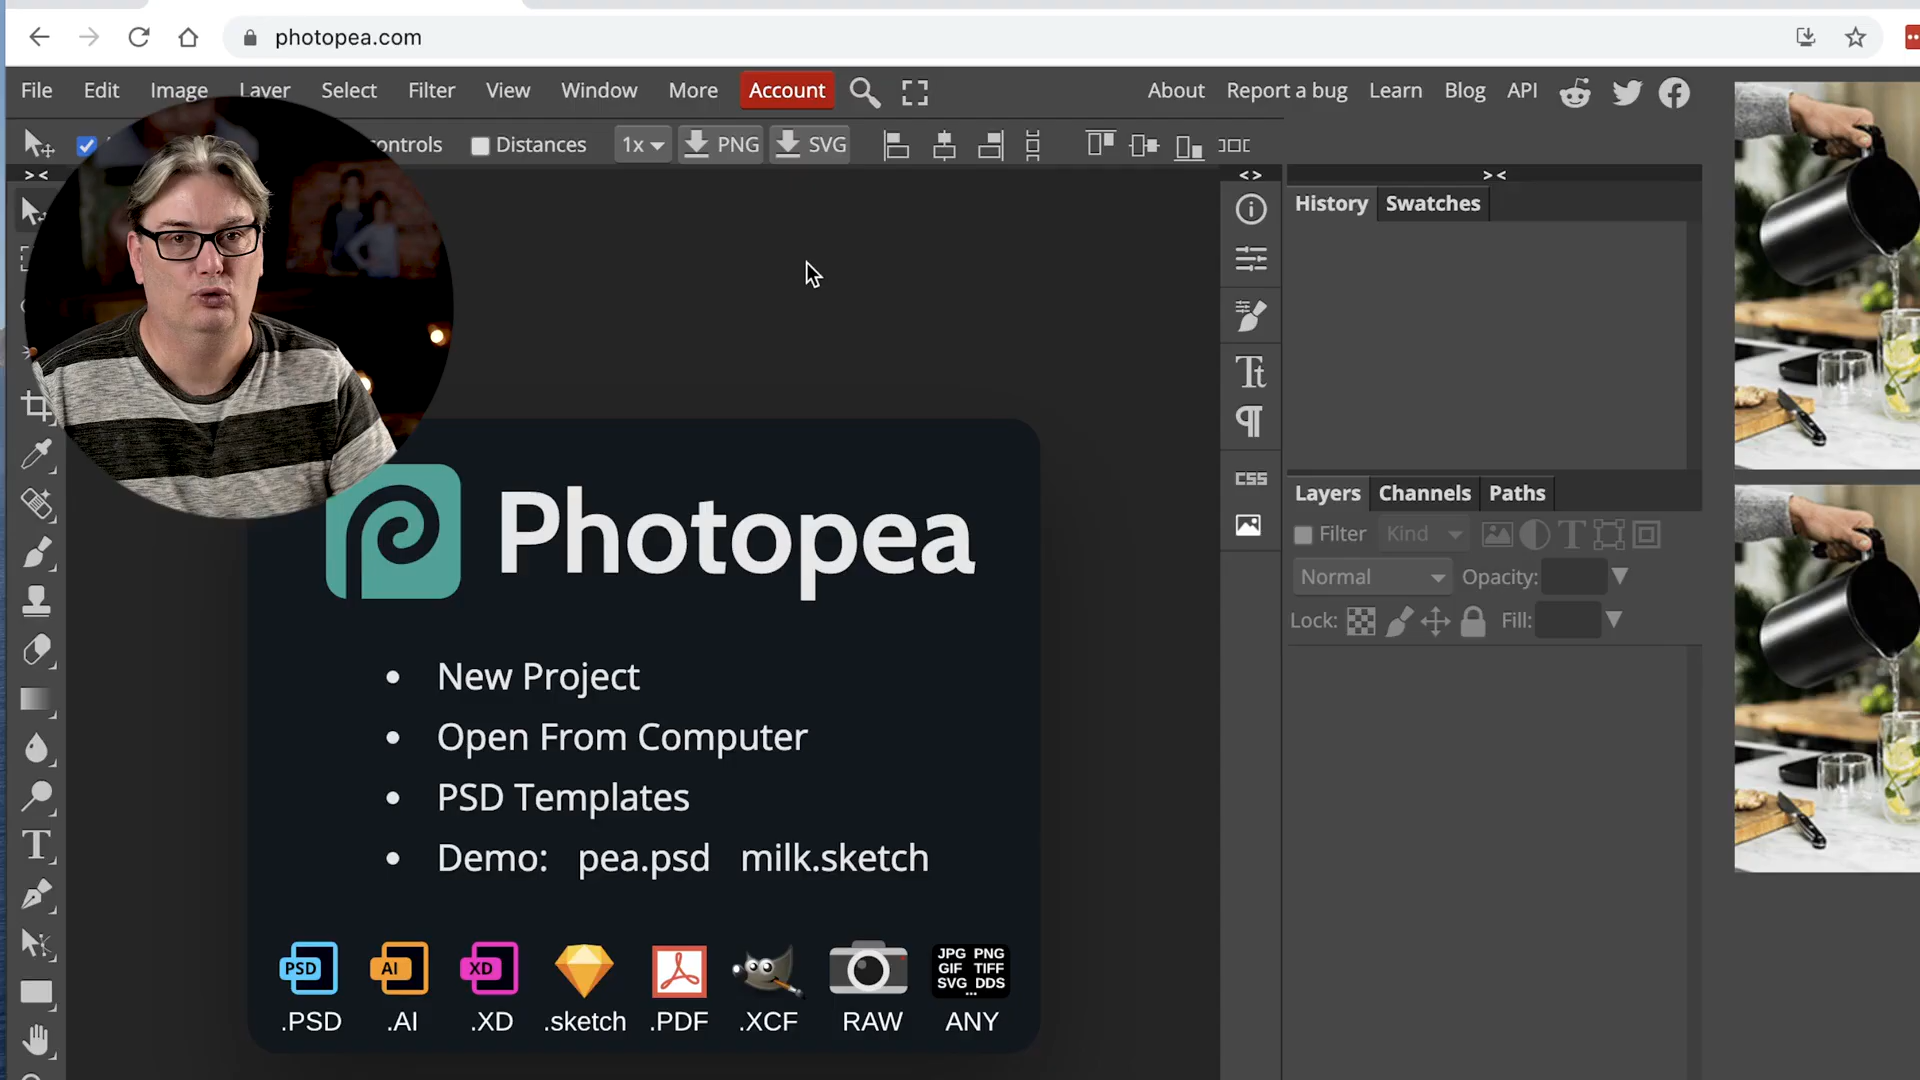 photopea.com
File Edit Image Layer Select Filter View Window More Account About Report a bug Learn Blog API
controls Distances 1x PNG SVG
History Swatches
Tt
CSS
Layers Channels Paths
Filter Kind T
Normal Opacity:
Lock: Fill:
T
Photopea
• New Project
• Open From Computer
• PSD Templates
• Demo: pea.psd milk.sketch
PSD AI XD
JPG PNG
GIF TIFF
SVG DDS
...
.PSD .AI .XD .sketch .PDF .XCF RAW ANY